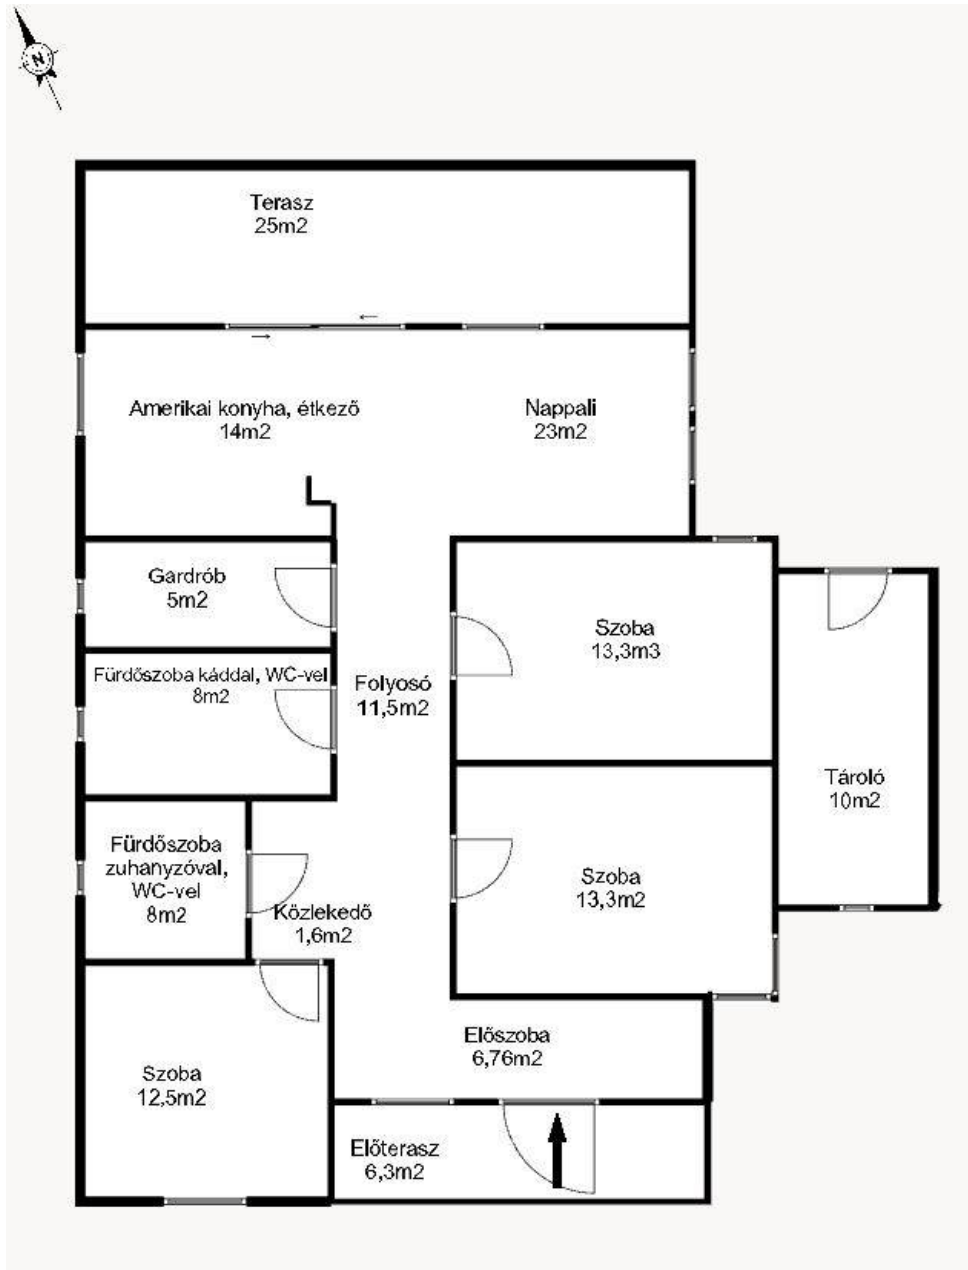 N
Terasz
25m2
←
→
Amerikai konyha, étkező
14m2
Nappali
23m2
Gardrób
5m2
Szoba
13,3m3
Fürdőszoba káddal, WC-vel
8m2
Folyosó
11,5m2
Tároló
10m2
Fürdőszoba
zuhanyzóval,
WC-vel
8m2
Szoba
13,3m2
Közlekedő
1,6m2
Előszoba
6,76m2
Szoba
12,5m2
Előterasz
6,3m2